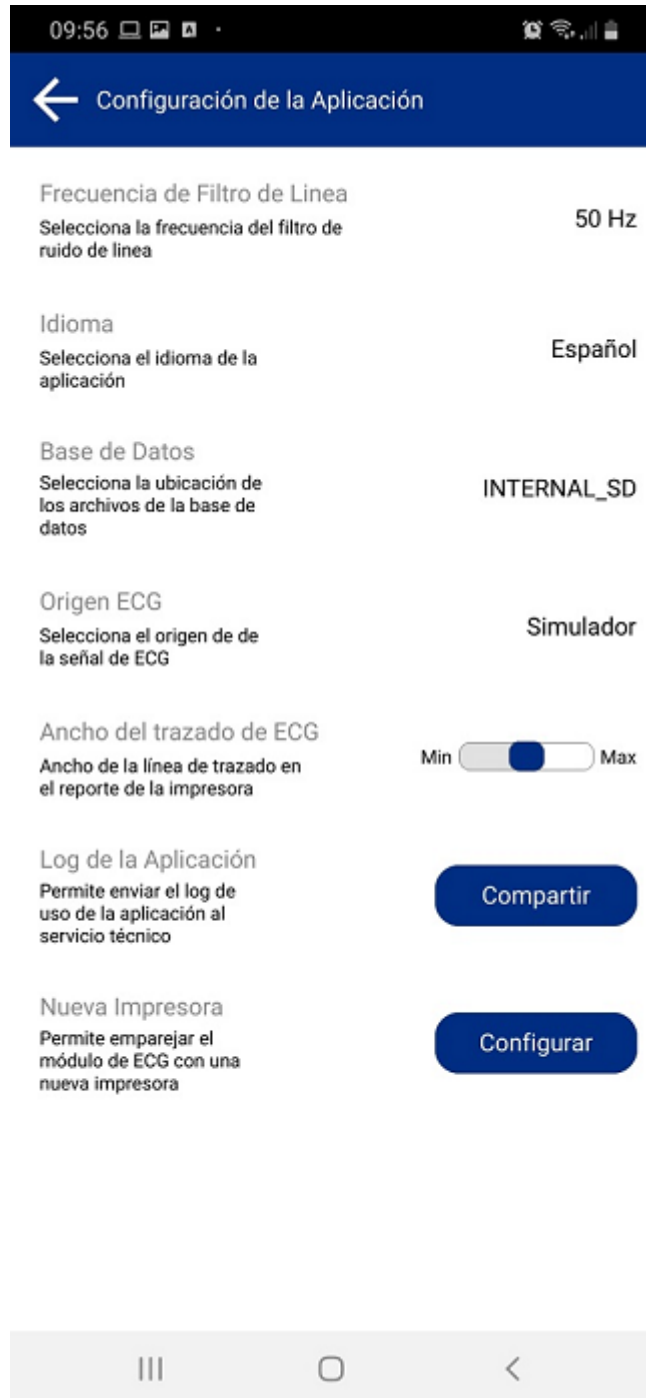 09:56
Configuración de la Aplicación
Frecuencia de Filtro de Linea
Selecciona la frecuencia del filtro de
ruido de linea
50 Hz
Idioma
Selecciona el idioma de la
aplicación
Español
Base de Datos
Selecciona la ubicación de
los archivos de la base de
datos
INTERNAL_SD
Origen ECG
Selecciona el origen de de
la señal de ECG
Simulador
Ancho del trazado de ECG
Ancho de la línea de trazado en
el reporte de la impresora
Min Max
Log de la Aplicación
Permite enviar el log de
uso de la aplicación al
servicio técnico
Compartir
Nueva Impresora
Permite emparejar el
módulo de ECG con una
nueva impresora
Configurar